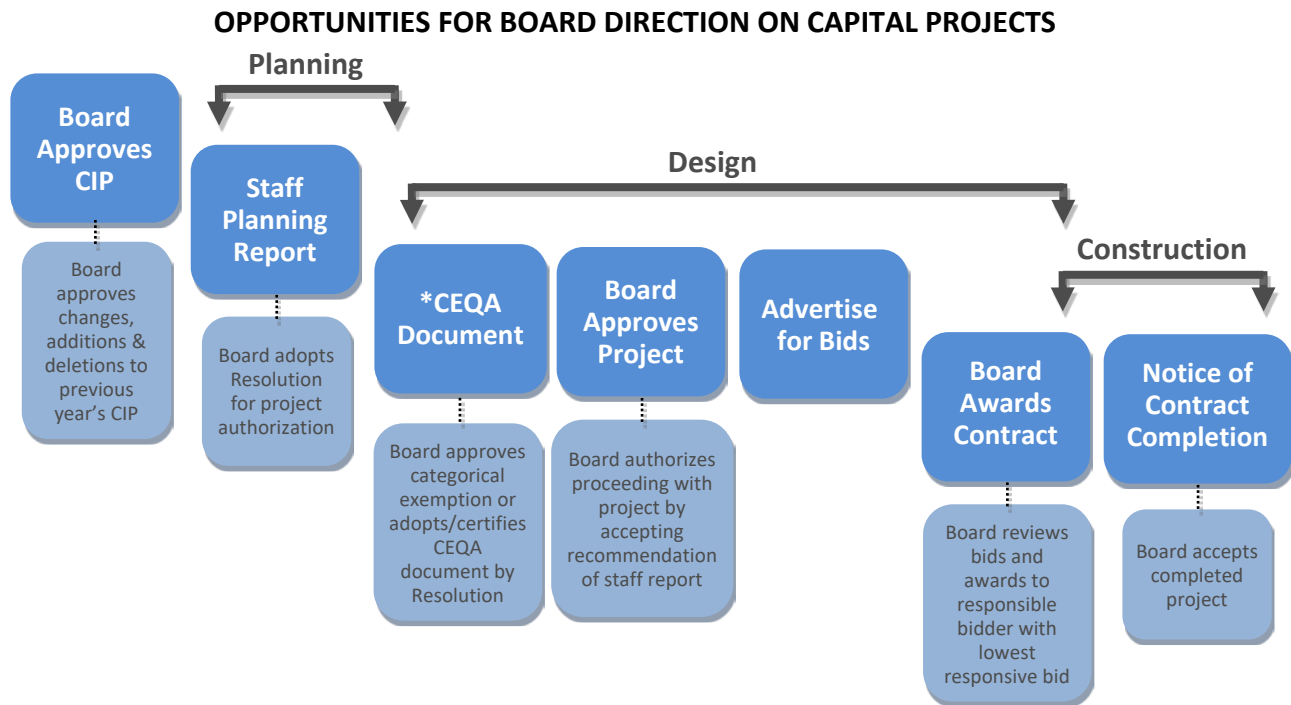 OPPORTUNITIES FOR BOARD DIRECTION ON CAPITAL PROJECTS
Planning
Board
Approves
CIP
Board
approves
changes,
additions &
deletions to
previous
year's CIP
Staff
Planning
Report
Board adopts
Resolution
for project
authorization
Design
*CEQA
Document
Board approves
categorical
exemption or
adopts/certifies
CEQA
document by
Resolution
Board
Approves
Project
Board authorizes
proceeding with
project by
accepting
recommendation
of staff report
Advertise
for Bids
Construction
Board
Awards
Contract
Board reviews
bids and
awards to
responsible
bidder with
lowest
responsive bid
Notice of
Contract
Completion
Board accepts
completed
project